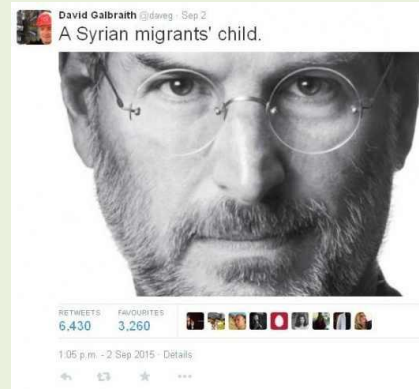 David Galbraith @daveg · Sep 2
A Syrian migrants' child.
RETWEETS FAVOURITES
6,430 3,260
1:05 p.m. - 2 Sep 2015 · Details